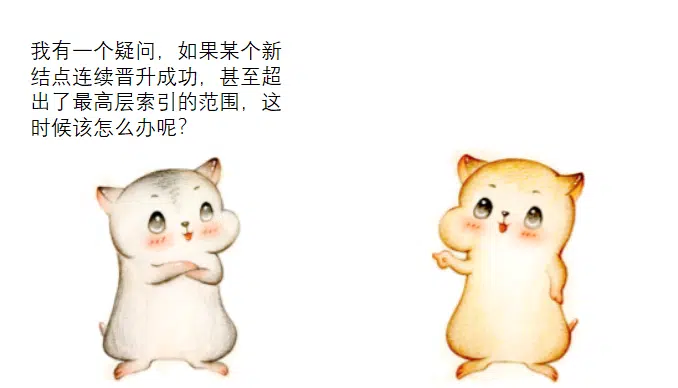 我有一个疑问，如果某个新
结点连续晋升成功，甚至超
出了最高层索引的范围，这
时候该怎么办呢？